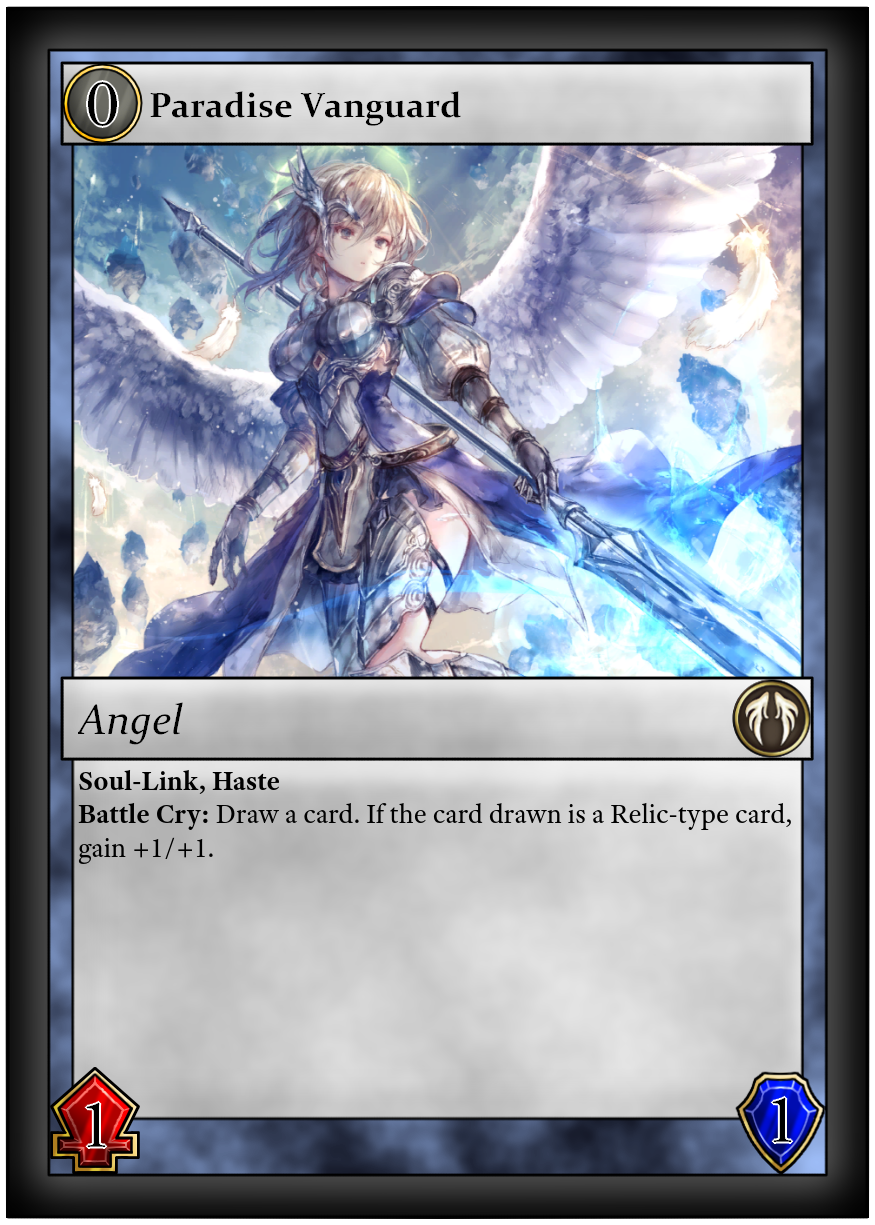 0
Paradise Vanguard
Angel
Soul-Link, Haste
Battle Cry: Draw a card. If the card drawn is a Relic-type card,
gain +1/+1.
1
1